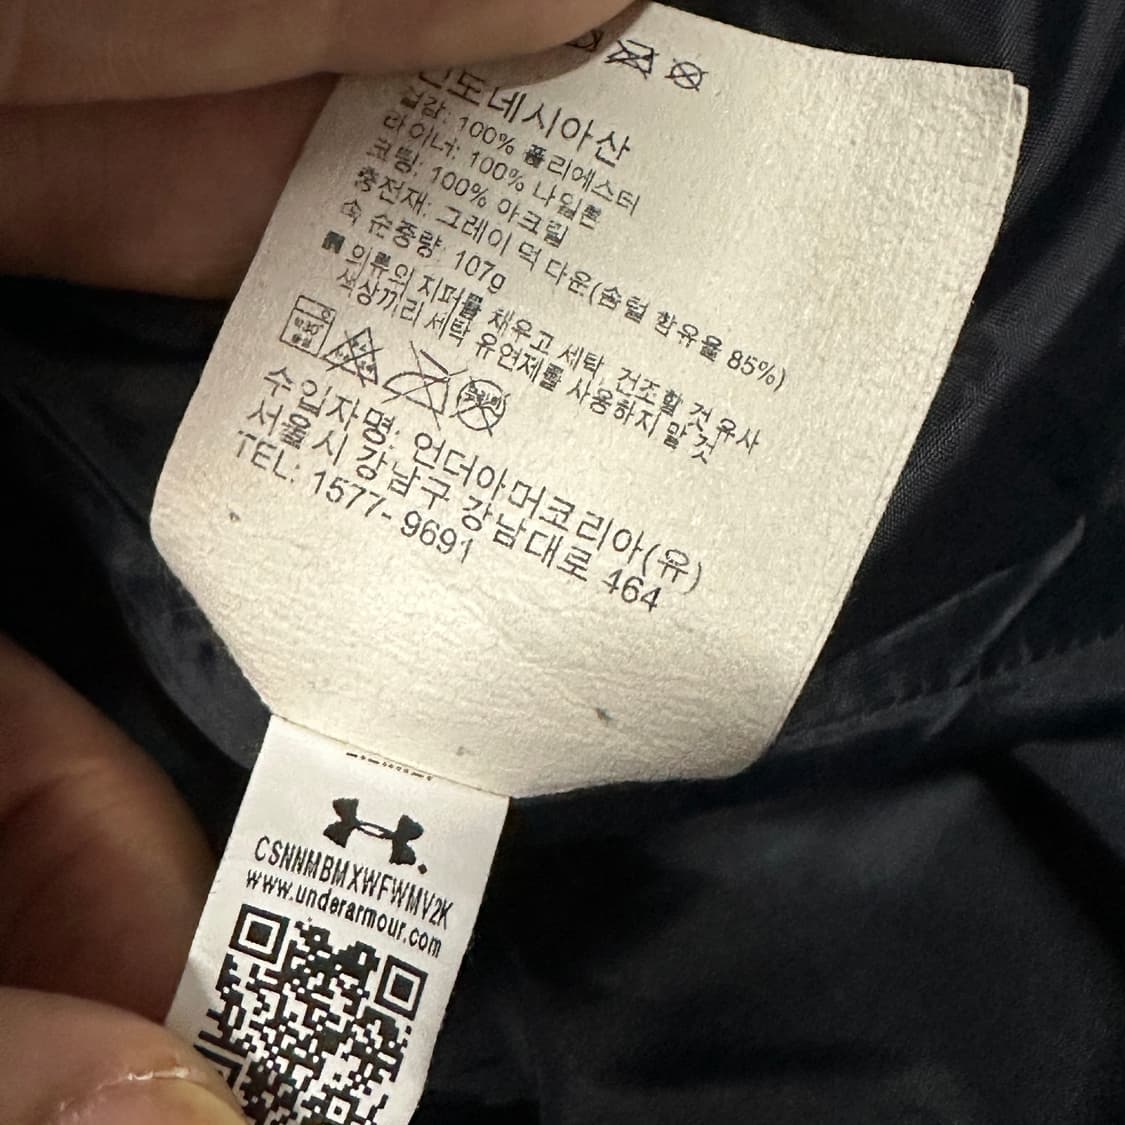 인도네시아산
겉감: 100% 폴리에스터
라이너: 100% 나일론
코팅: 100% 아크릴
충전재: 그레이 덕 다운(솜털 함유율 85%)
속 순중량: 107g
의류의 지퍼를 채우고 세탁, 건조할 것 유사
색상끼리 세탁 유연제를 사용하지 말 것
수입자명: 언더아머코리아(유)
서울시 강남구 강남대로 464
TEL: 1577-9691
CSNNMBMXWFWMV2K
www.underarmour.com